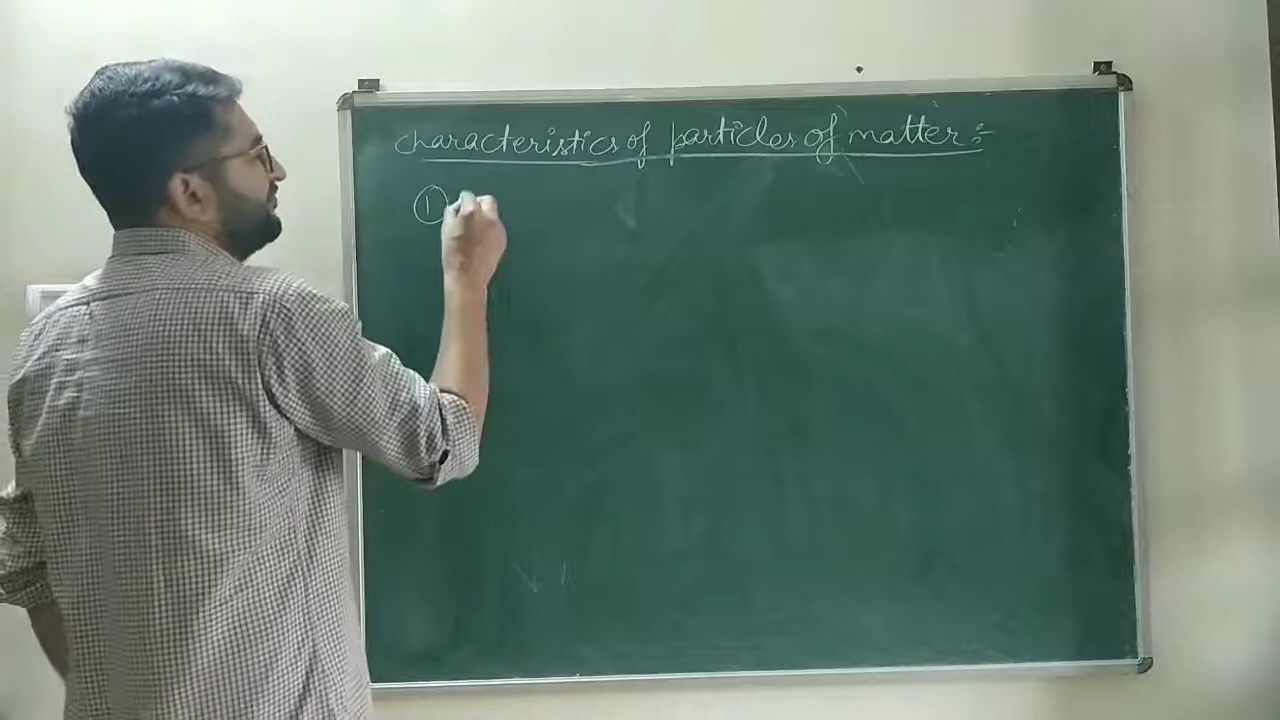 characteristics of particles of matter :-
①